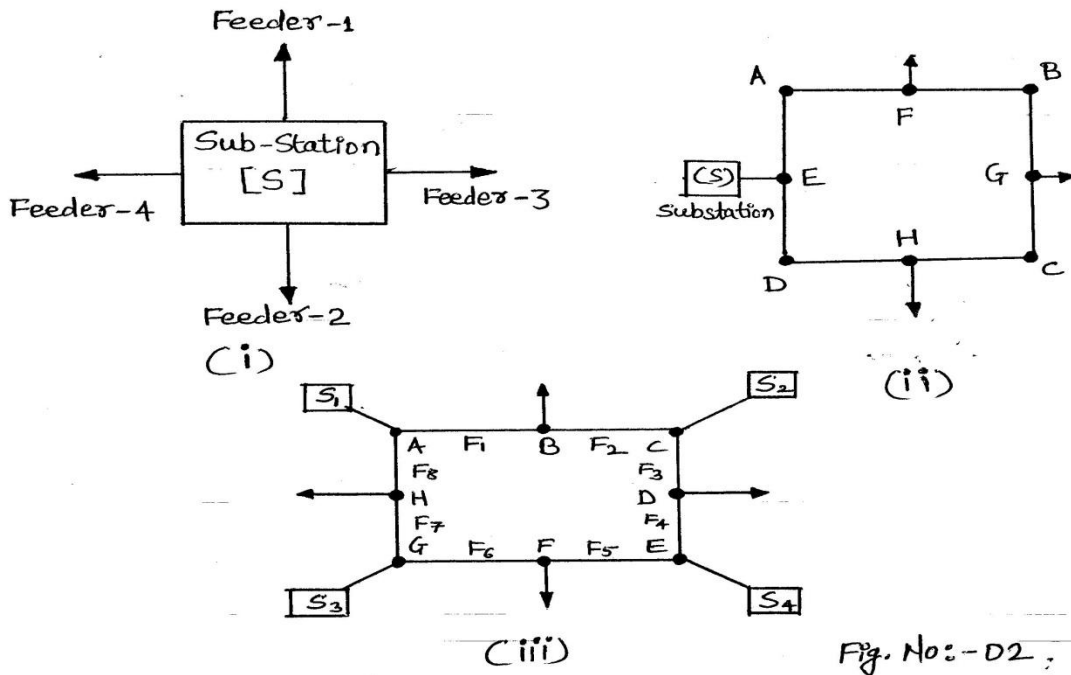 Feeder-1
Sub-Station
[S]
Feeder-4
Feeder-3
Feeder-2
(i)
A
B
F
(S)
Substation
E
G
H
D
C
(ii)
S1
S2
A F1 B F2 C
F8
F3
H
D
F7
F4
G F6 F F5 E
S3
S4
(iii)
Fig. No:-D2.